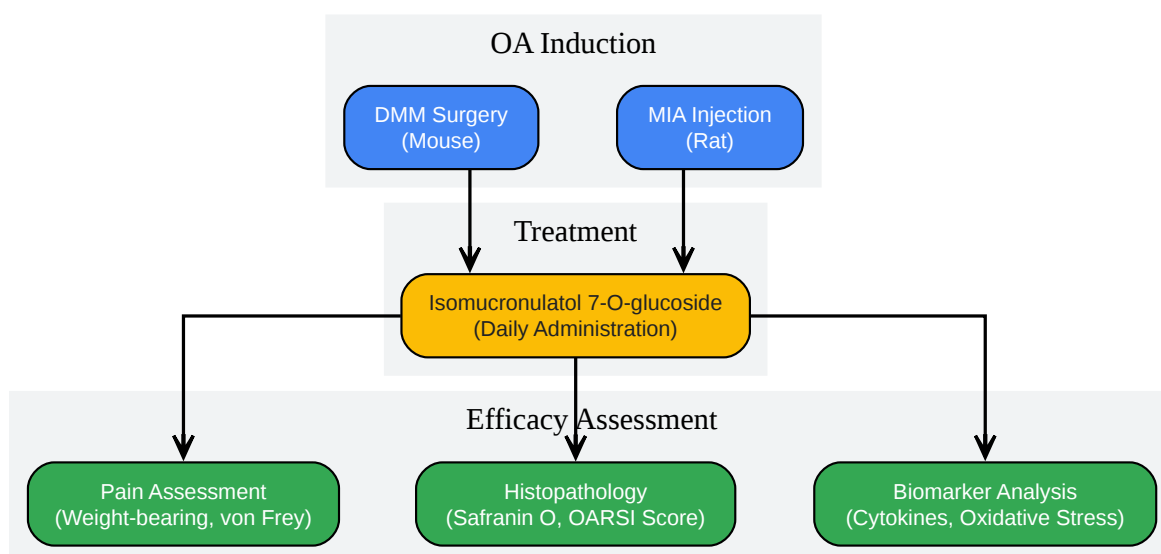 OA Induction
DMM Surgery
(Mouse)
MIA Injection
(Rat)
Treatment
Isomucronulatol 7-O-glucoside
(Daily Administration)
Efficacy Assessment
Pain Assessment
(Weight-bearing, von Frey)
Histopathology
(Safranin O, OARSI Score)
Biomarker Analysis
(Cytokines, Oxidative Stress)